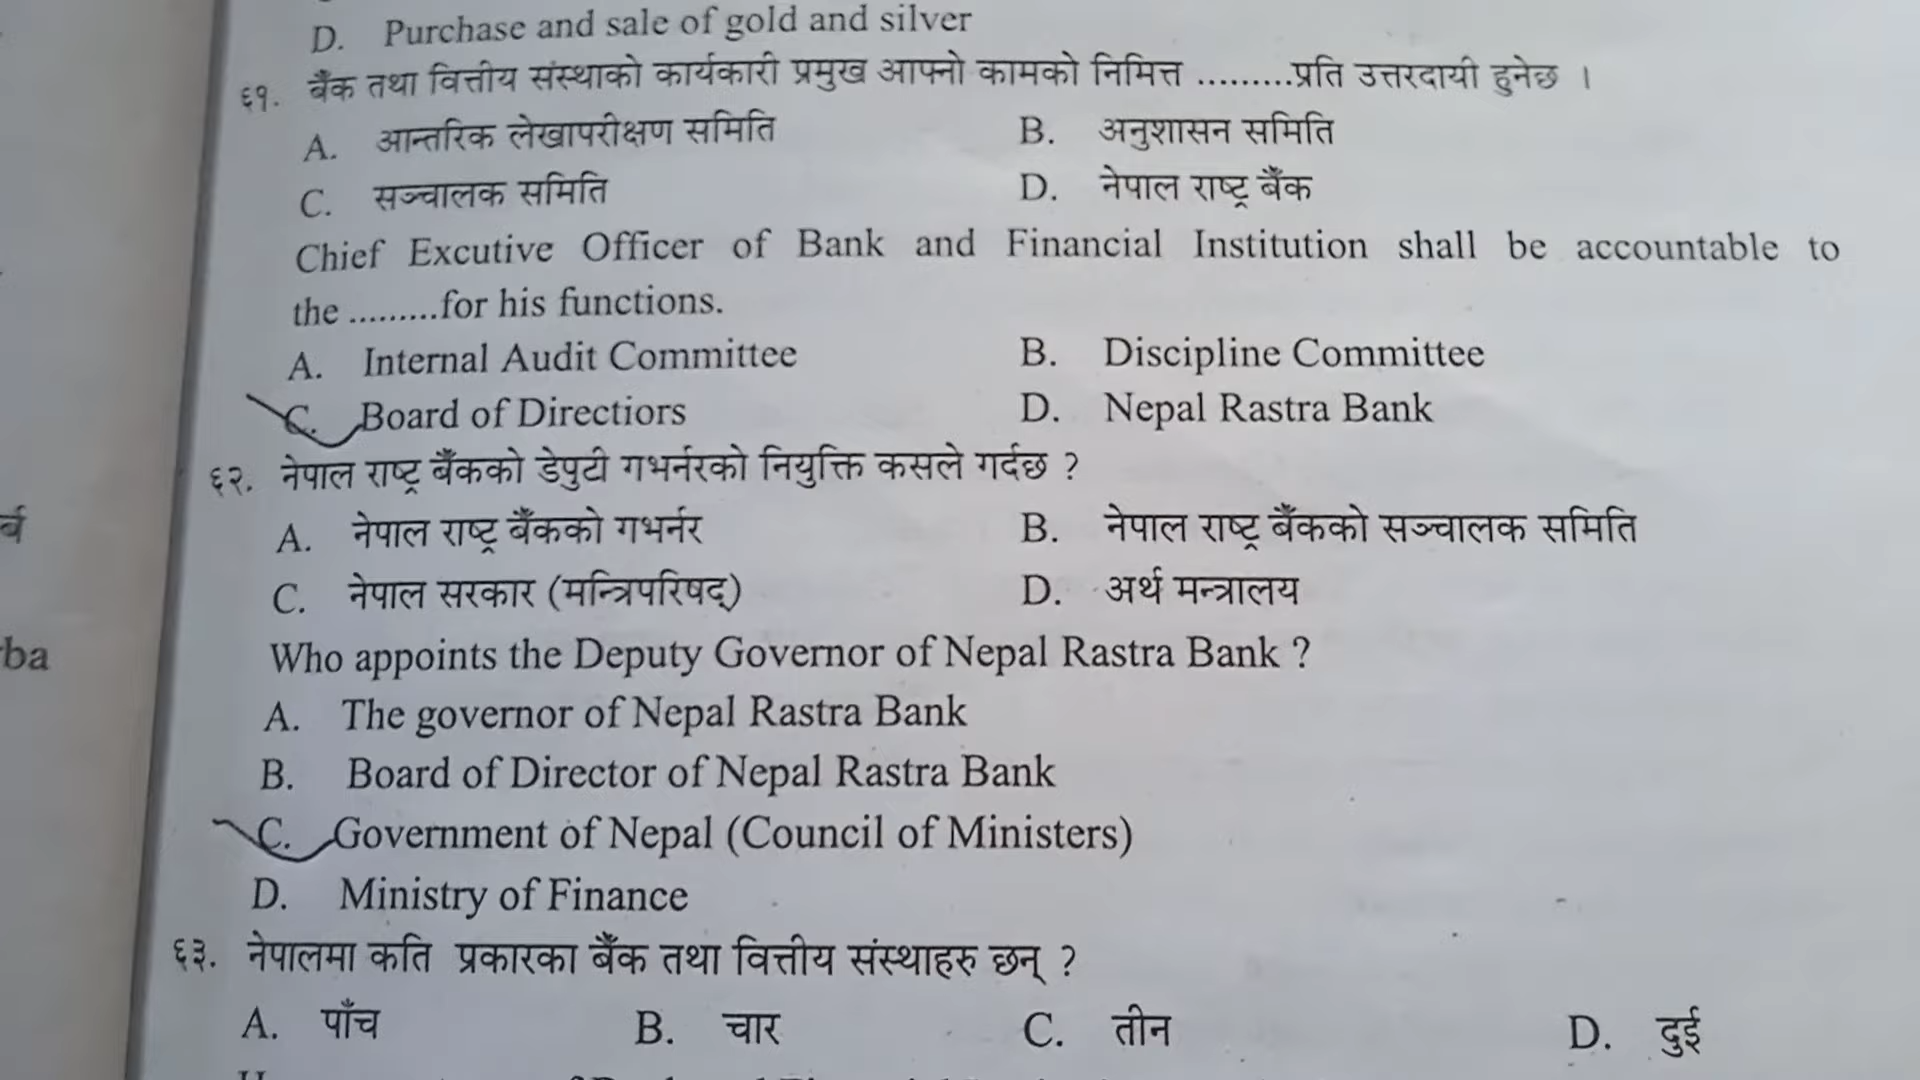 D. Purchase and sale of gold and silver
६१. बैँक तथा वित्तीय संस्थाको कार्यकारी प्रमुख आफ्नो कामको निमित्त .........प्रति उत्तरदायी हुनेछ ।
A. आन्तरिक लेखापरीक्षण समिति B. अनुशासन समिति
C. सञ्चालक समिति D. नेपाल राष्ट्र बैँक
Chief Excutive Officer of Bank and Financial Institution shall be accountable to
the .........for his functions.
A. Internal Audit Committee B. Discipline Committee
C. Board of Directiors D. Nepal Rastra Bank
६२. नेपाल राष्ट्र बैँकको डेपुटी गभर्नरको नियुक्ति कसले गर्दछ ?
A. नेपाल राष्ट्र बैँकको गभर्नर B. नेपाल राष्ट्र बैँकको सञ्चालक समिति
C. नेपाल सरकार (मन्त्रिपरिषद्) D. अर्थ मन्त्रालय
Who appoints the Deputy Governor of Nepal Rastra Bank ?
A. The governor of Nepal Rastra Bank
B. Board of Director of Nepal Rastra Bank
C. Government of Nepal (Council of Ministers)
D. Ministry of Finance
६३. नेपालमा कति प्रकारका बैँक तथा वित्तीय संस्थाहरु छन् ?
A. पाँच B. चार C. तीन D. दुई